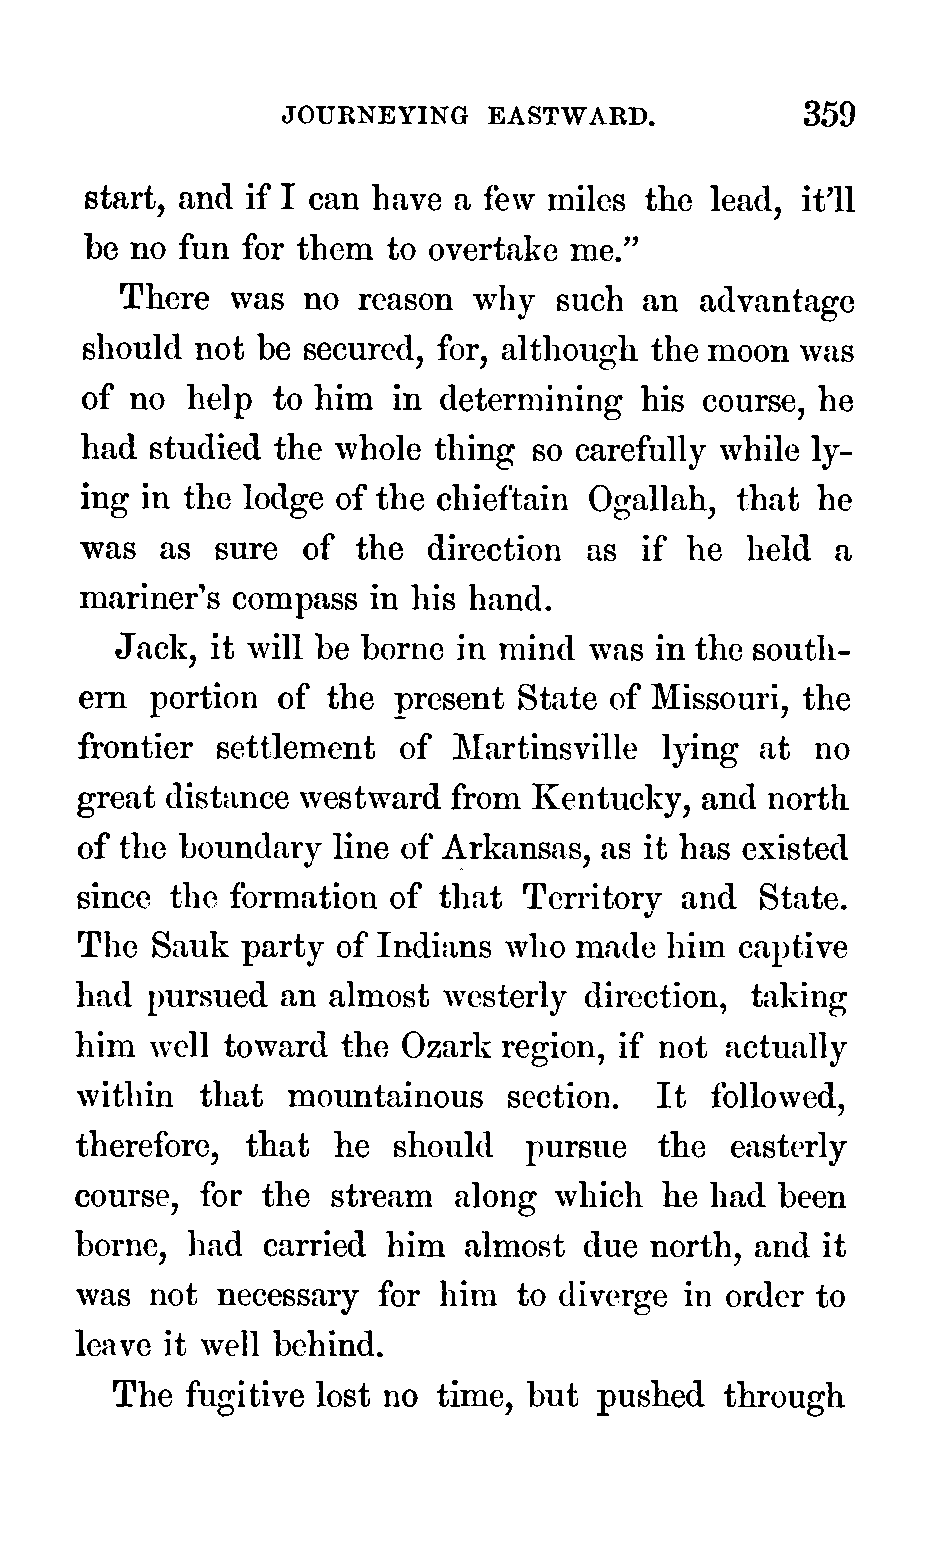 JOURNEYING EASTWARD. 359
start, and if I can have a few miles the lead, it'll
be no fun for them to overtake me."
There was no reason why such an advantage
should not be secured, for, although the moon was
of no help to him in determining his course, he
had studied the whole thing so carefully while ly-
ing in the lodge of the chieftain Ogallah, that he
was as sure of the direction as if he held a
mariner's compass in his hand.
Jack, it will be borne in mind was in the south-
ern portion of the present State of Missouri, the
frontier settlement of Martinsville lying at no
great distance westward from Kentucky, and north
of the boundary line of Arkansas, as it has existed
since the formation of that Territory and State.
The Sauk party of Indians who made him captive
had pursued an almost westerly direction, taking
him well toward the Ozark region, if not actually
within that mountainous section. It followed,
therefore, that he should pursue the easterly
course, for the stream along which he had been
borne, had carried him almost due north, and it
was not necessary for him to diverge in order to
leave it well behind.
The fugitive lost no time, but pushed through